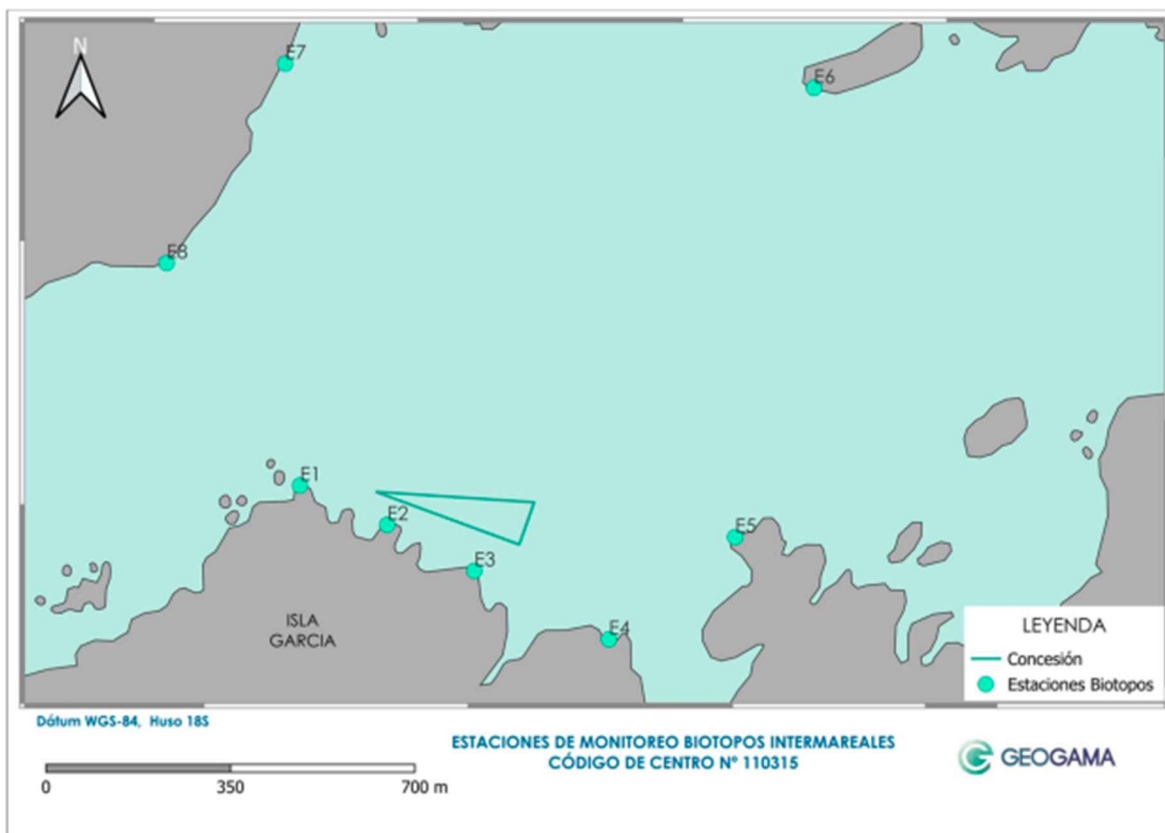 N
E7
E6
E8
E1
E2
E3
E5
E4
ISLA
GARCIA
LEYENDA
Concesión
Estaciones Biotopos
Dátum WGS-84, Huso 18S
0 350 700 m
ESTACIONES DE MONITOREO BIOTOPOS INTERMAREALES
CÓDIGO DE CENTRO Nº 110315
GEOGAMA